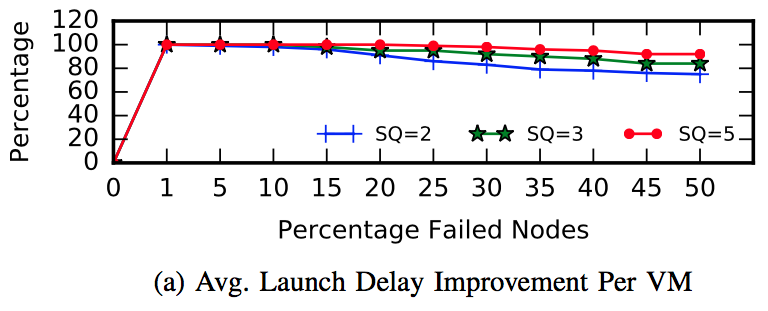 120
100
80
60
40
20
0
Percentage
SQ=2 SQ=3 SQ=5
0 1 5 10 15 20 25 30 35 40 45 50
Percentage Failed Nodes
(a) Avg. Launch Delay Improvement Per VM